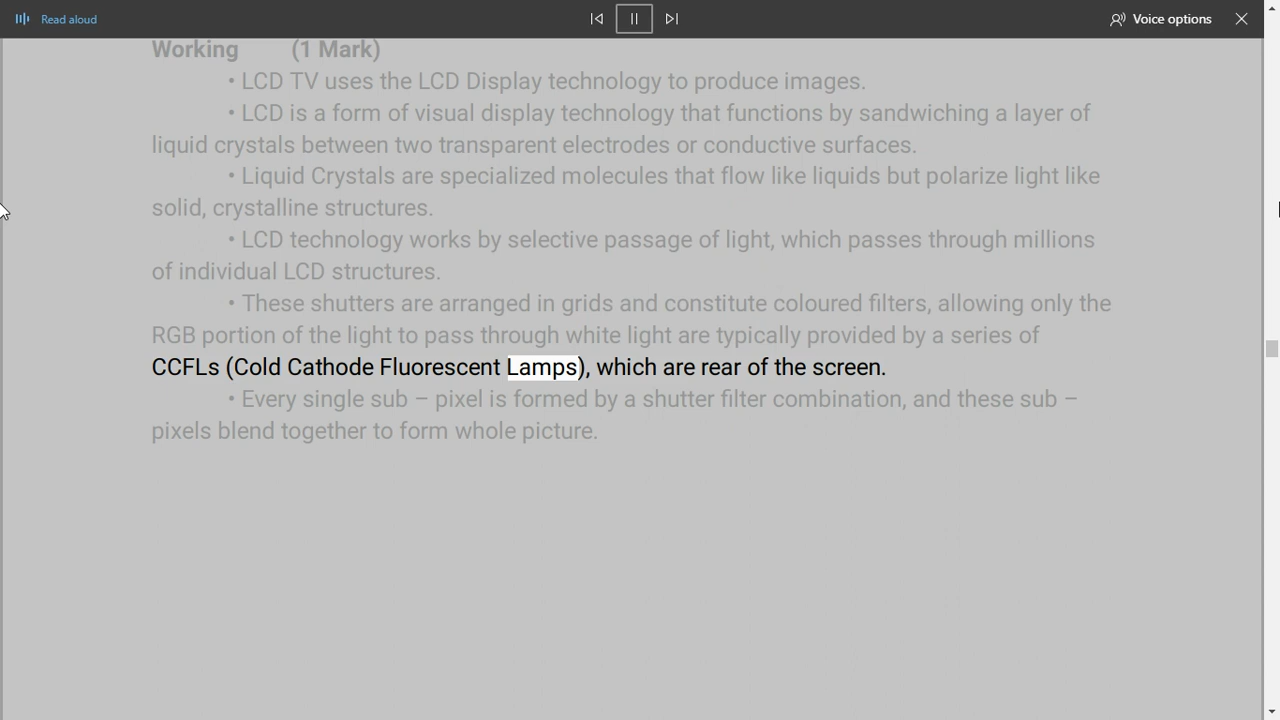 Read aloud
Voice options
Working (1 Mark)
• LCD TV uses the LCD Display technology to produce images.
• LCD is a form of visual display technology that functions by sandwiching a layer of
liquid crystals between two transparent electrodes or conductive surfaces.
• Liquid Crystals are specialized molecules that flow like liquids but polarize light like
solid, crystalline structures.
• LCD technology works by selective passage of light, which passes through millions
of individual LCD structures.
• These shutters are arranged in grids and constitute coloured filters, allowing only the
RGB portion of the light to pass through white light are typically provided by a series of
CCFLs (Cold Cathode Fluorescent Lamps), which are rear of the screen.
• Every single sub – pixel is formed by a shutter filter combination, and these sub –
pixels blend together to form whole picture.